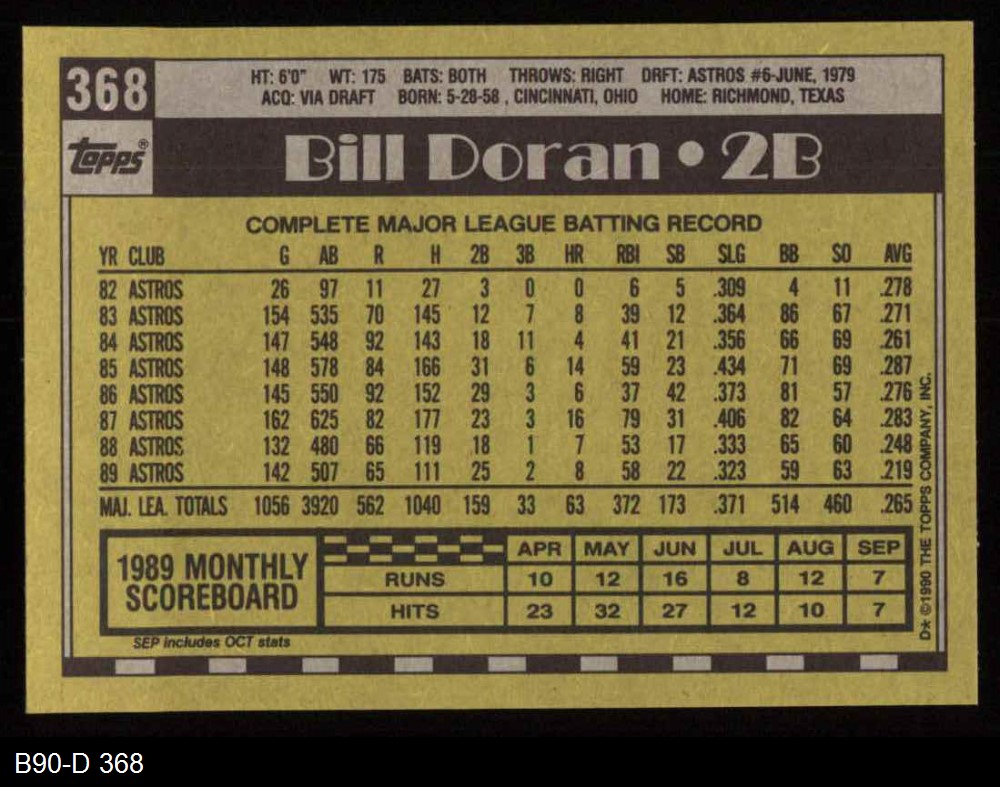 368
HT: 6'0" WT: 175 BATS: BOTH THROWS: RIGHT DRFT: ASTROS #6-JUNE, 1979
ACQ: VIA DRAFT BORN: 5-28-58 , CINCINNATI, OHIO HOME: RICHMOND, TEXAS
Topps®
Bill Doran • 2B
COMPLETE MAJOR LEAGUE BATTING RECORD
YR CLUB G AB R H 2B 3B HR RBI SB SLG BB SO AVG
82 ASTROS 26 97 11 27 3 0 0 6 5 .309 4 11 .278
83 ASTROS 154 535 70 145 12 7 8 39 12 .364 86 67 .271
84 ASTROS 147 548 92 143 18 11 4 41 21 .356 66 69 .261
85 ASTROS 148 578 84 166 31 6 14 59 23 .434 71 69 .287
86 ASTROS 145 550 92 152 29 3 6 37 42 .373 81 57 .276
87 ASTROS 162 625 82 177 23 3 16 79 31 .406 82 64 .283
88 ASTROS 132 480 66 119 18 1 7 53 17 .333 65 60 .248
89 ASTROS 142 507 65 111 25 2 8 58 22 .323 59 63 .219
MAJ. LEA. TOTALS 1056 3920 562 1040 159 33 63 372 173 .371 514 460 .265
1989 MONTHLY
SCOREBOARD
APR MAY JUN JUL AUG SEP
RUNS 10 12 16 8 12 7
HITS 23 32 27 12 10 7
SEP includes OCT stats
D* ©1990 THE TOPPS COMPANY, INC.
B90-D 368